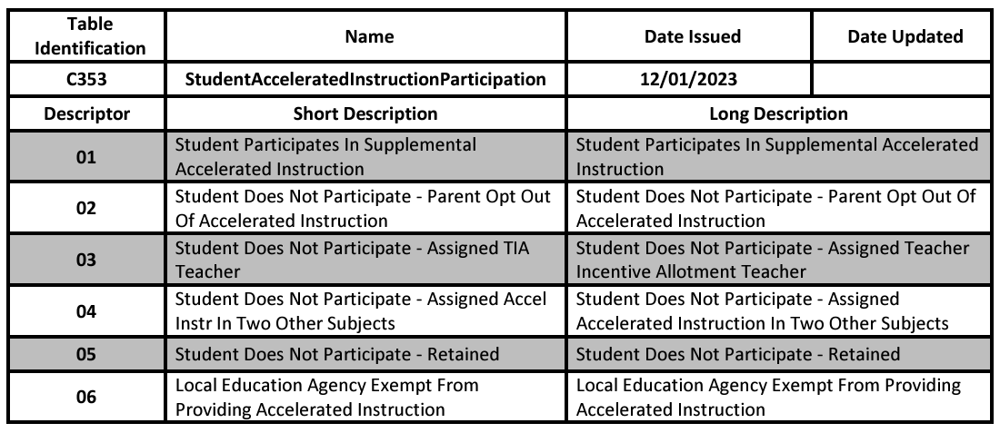 Table
Identification
Name
Date Issued
Date Updated
C353
StudentAcceleratedInstructionParticipation
12/01/2023
Descriptor
Short Description
Long Description
01
Student Participates In Supplemental
Accelerated Instruction
Student Participates In Supplemental Accelerated
Instruction
02
Student Does Not Participate - Parent Opt Out
Of Accelerated Instruction
Student Does Not Participate - Parent Opt Out Of
Accelerated Instruction
03
Student Does Not Participate - Assigned TIA
Teacher
Student Does Not Participate - Assigned Teacher
Incentive Allotment Teacher
04
Student Does Not Participate - Assigned Accel
Instr In Two Other Subjects
Student Does Not Participate - Assigned
Accelerated Instruction In Two Other Subjects
05
Student Does Not Participate - Retained
Student Does Not Participate - Retained
06
Local Education Agency Exempt From
Providing Accelerated Instruction
Local Education Agency Exempt From Providing
Accelerated Instruction